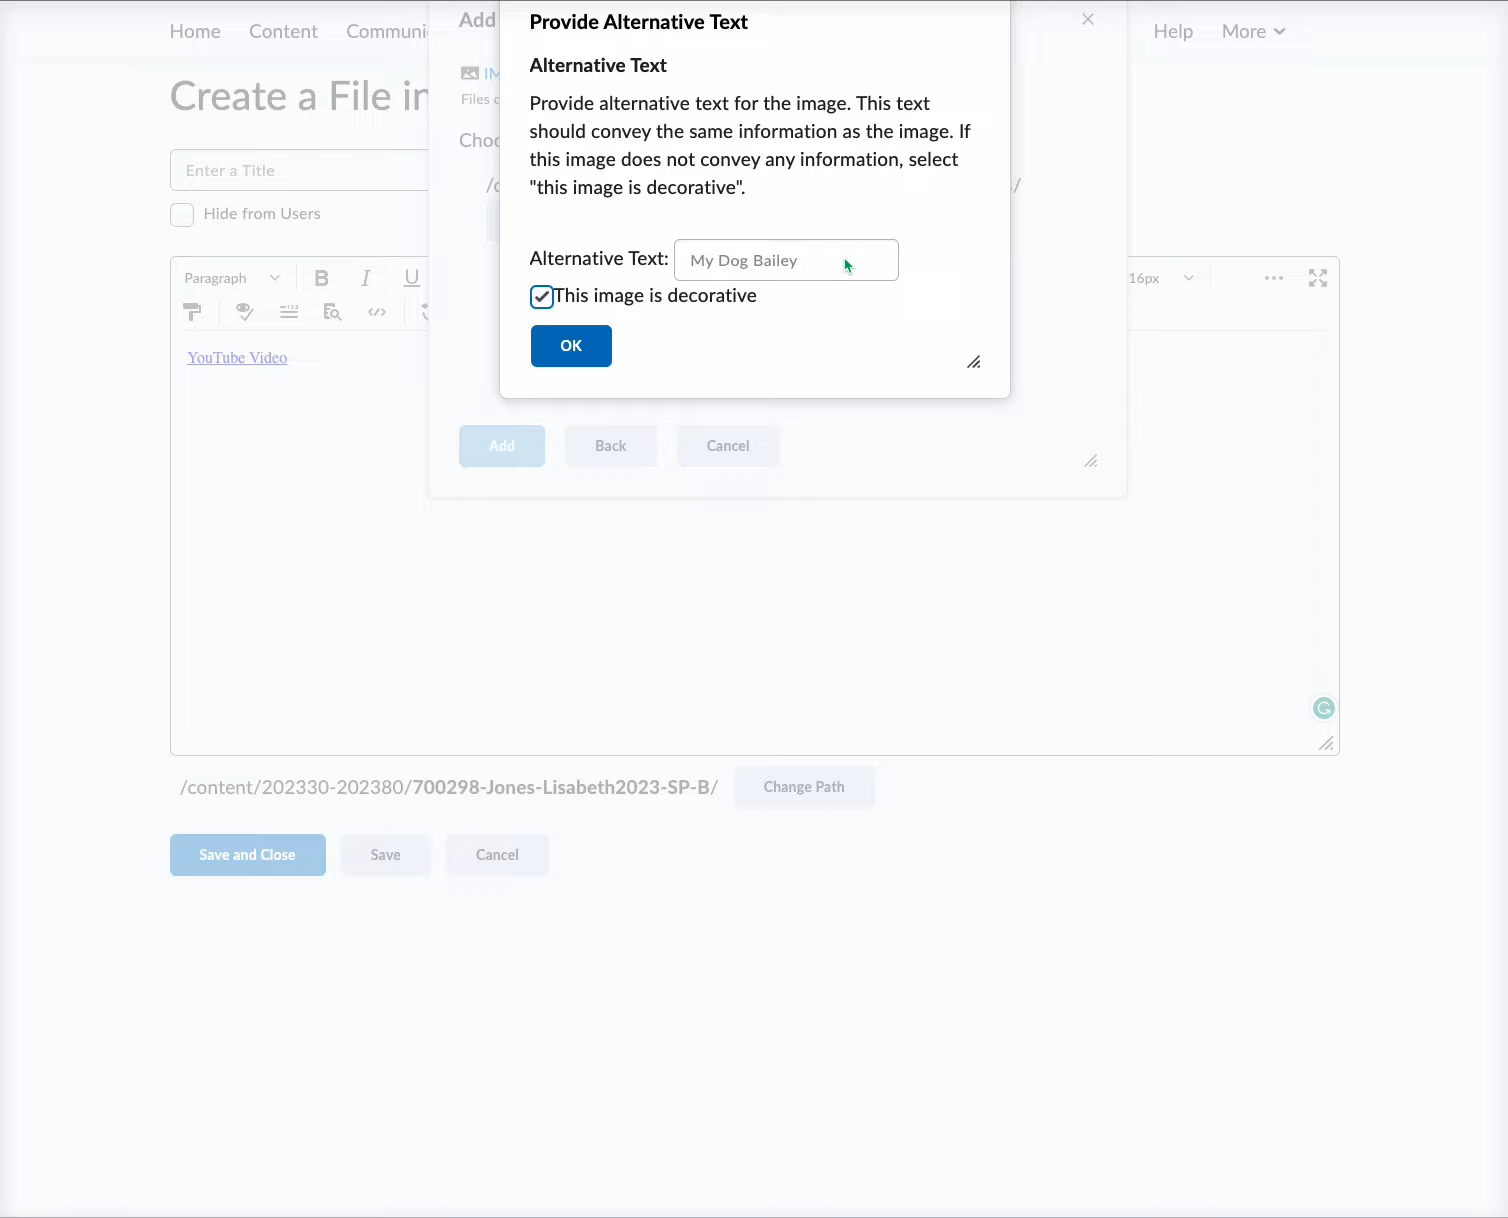 Home Content Communi
Help More
Add
Create a File in
IM
Files
Choo
Enter a Title
Hide from Users
Provide Alternative Text
Alternative Text
Provide alternative text for the image. This text
should convey the same information as the image. If
this image does not convey any information, select
"this image is decorative".
Alternative Text: My Dog Bailey
This image is decorative
OK
Paragraph B I U
16px
YouTube Video
Add Back Cancel
/content/202330-202380/700298-Jones-Lisabeth2023-SP-B/ Change Path
Save and Close Save Cancel